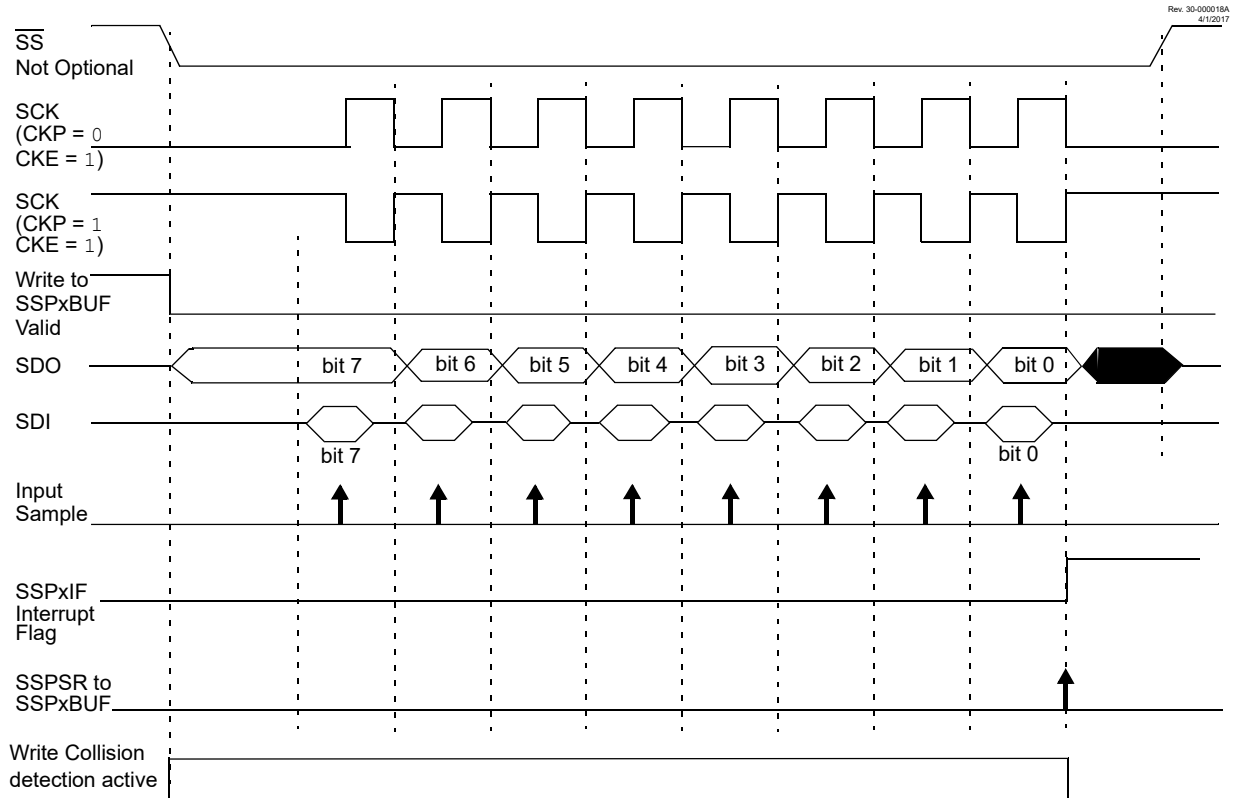 Rev. 30-000018A
4/1/2017
SS
Not Optional
SCK
(CKP = 0
CKE = 1)
SCK
(CKP = 1
CKE = 1)
Write to
SSPxBUF
Valid
SDO
bit 7 bit 6 bit 5 bit 4 bit 3 bit 2 bit 1 bit 0
SDI
bit 7 bit 0
Input
Sample
SSPxIF
Interrupt
Flag
SSPSR to
SSPxBUF
Write Collision
detection active